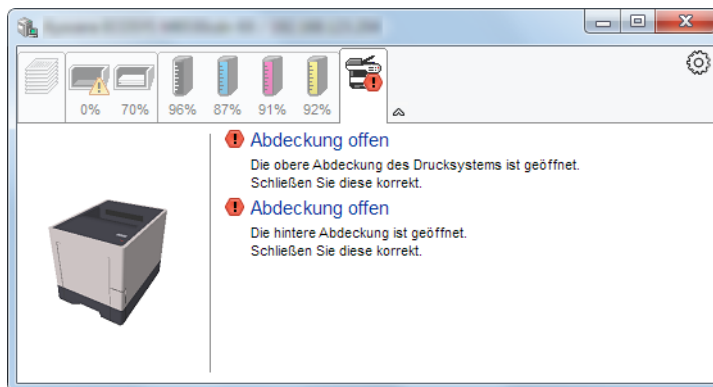 0%
70%
96%
87%
91%
92%
Abdeckung offen
Die obere Abdeckung des Drucksystems ist geöffnet.
Schließen Sie diese korrekt.
Abdeckung offen
Die hintere Abdeckung ist geöffnet.
Schließen Sie diese korrekt.